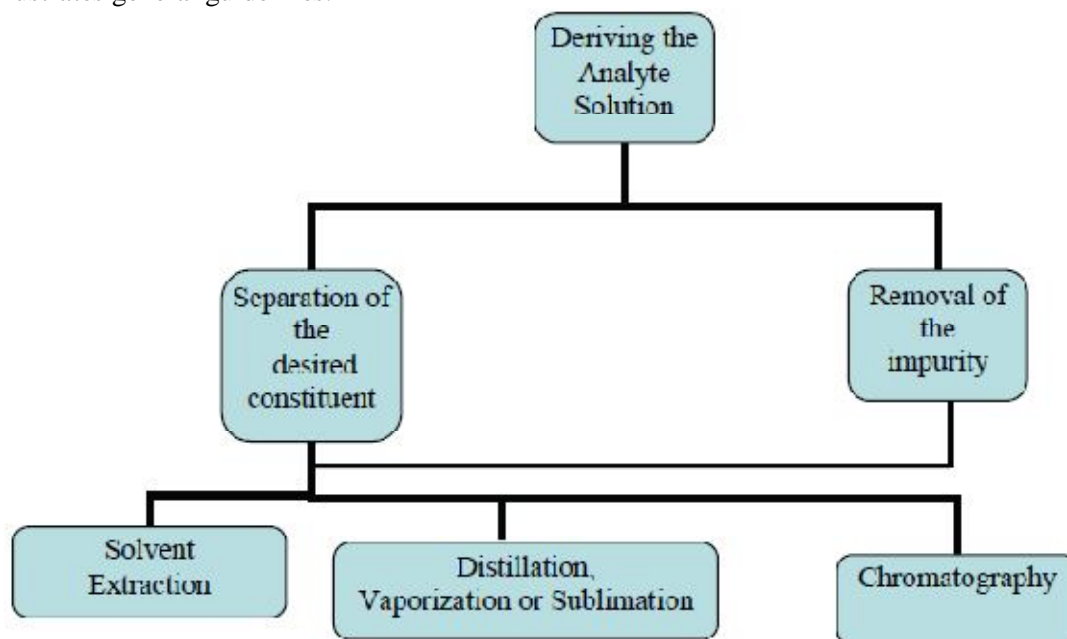 Deriving the
Analyte
Solution
Separation of
the
desired
constituent
Removal of
the
impurity
Solvent
Extraction
Distillation,
Vaporization or Sublimation
Chromatography